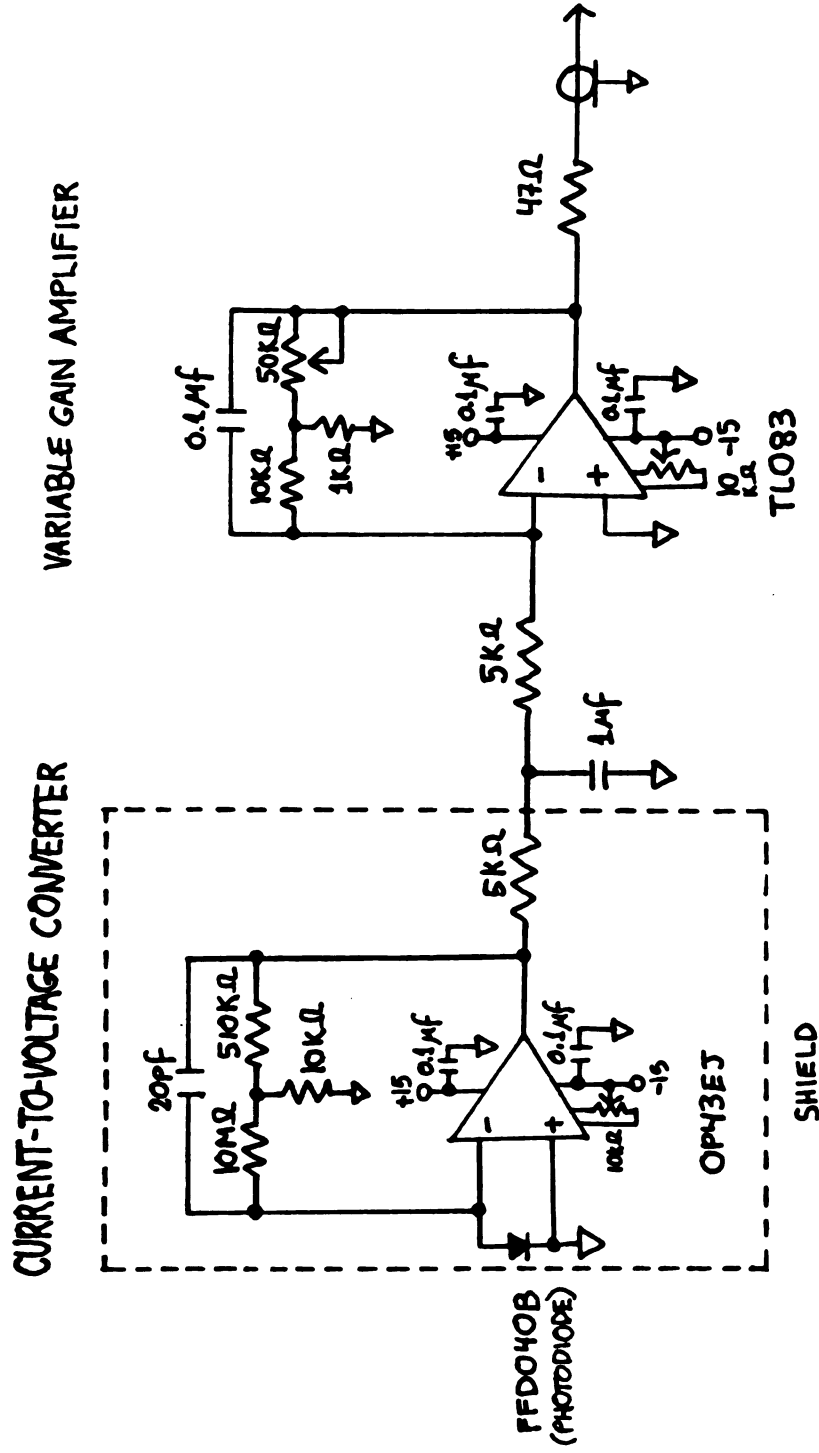 CURRENT-TO-VOLTAGE CONVERTER
VARIABLE GAIN AMPLIFIER
20pf
10MΩ
510KΩ
10KΩ
+15
0.1μf
-
+
0.1μf
10KΩ
-15
OP43EJ
FFD040B
(PHOTODIODE)
SHIELD
5KΩ
1μf
5KΩ
0.1μf
10KΩ
50KΩ
1KΩ
+15
0.1μf
-
+
0.1μf
10
KΩ
-15
TL083
47Ω